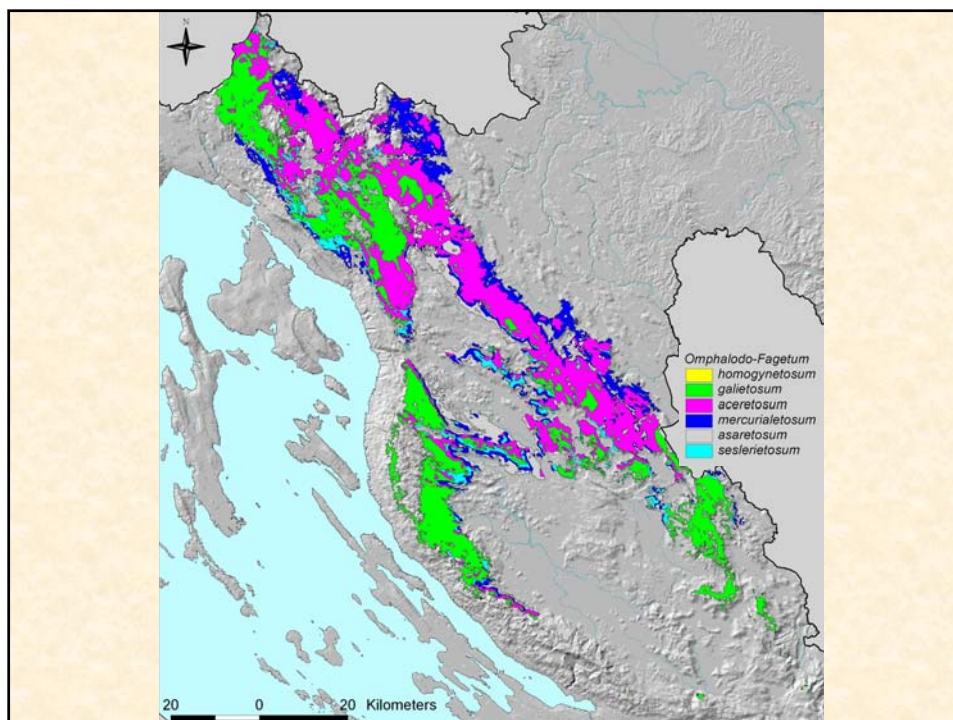 N
Omphalodo-Fagetum
homogynetosum
galietosum
aceretosum
mercurialetosum
asaretosum
seslerietosum
20 0 20 Kilometers